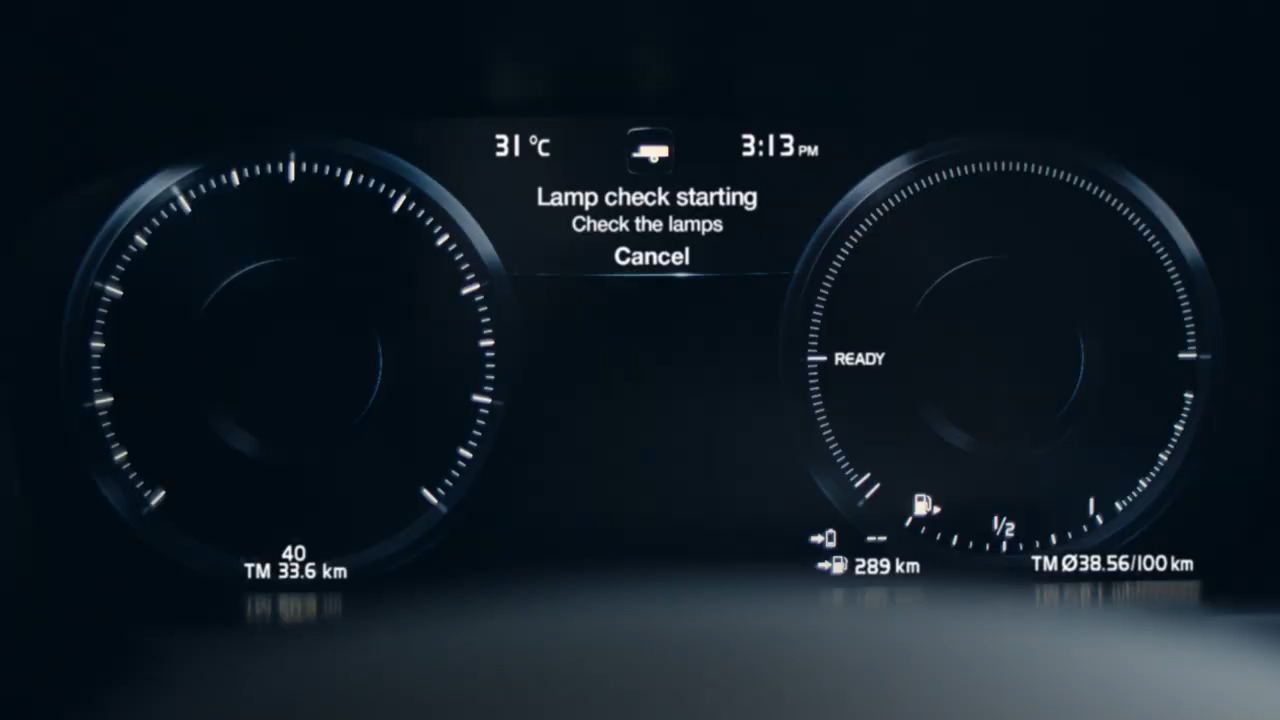 31 °C
3:13 PM
Lamp check starting
Check the lamps
Cancel
READY
1/2
40
TM 33.6 km
--
289 km
TM Ø38.56/100 km